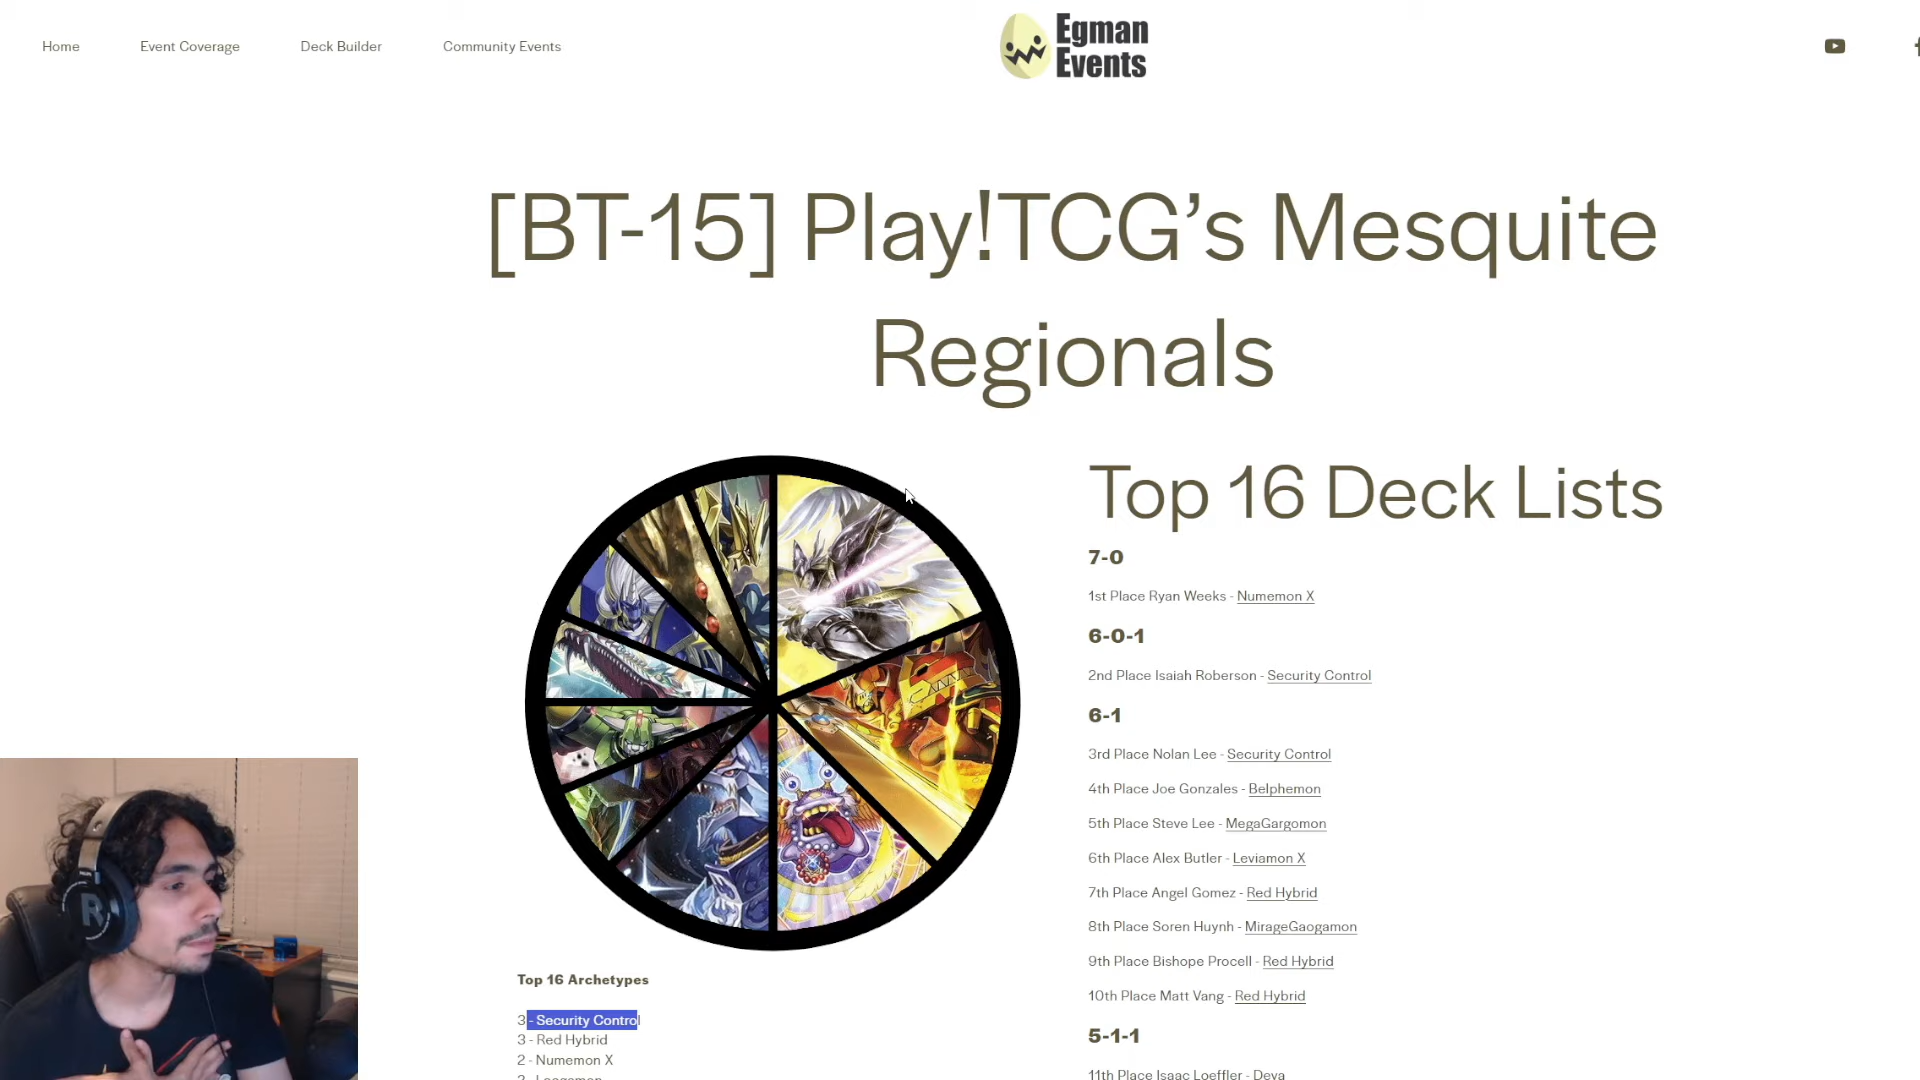 Home
Event Coverage
Deck Builder
Community Events
Egman
Events
[BT-15] Play!TCG’s Mesquite
Regionals
Top 16 Archetypes
3 - Security Control
3 - Red Hybrid
2 - Numemon X
2 - Loogamon
Top 16 Deck Lists
7-0
1st Place Ryan Weeks - Numemon X
6-0-1
2nd Place Isaiah Roberson - Security Control
6-1
3rd Place Nolan Lee - Security Control
4th Place Joe Gonzales - Belphemon
5th Place Steve Lee - MegaGargomon
6th Place Alex Butler - Leviamon X
7th Place Angel Gomez - Red Hybrid
8th Place Soren Huynh - MirageGaogamon
9th Place Bishope Procell - Red Hybrid
10th Place Matt Vang - Red Hybrid
5-1-1
11th Place Isaac Loeffler - Deva